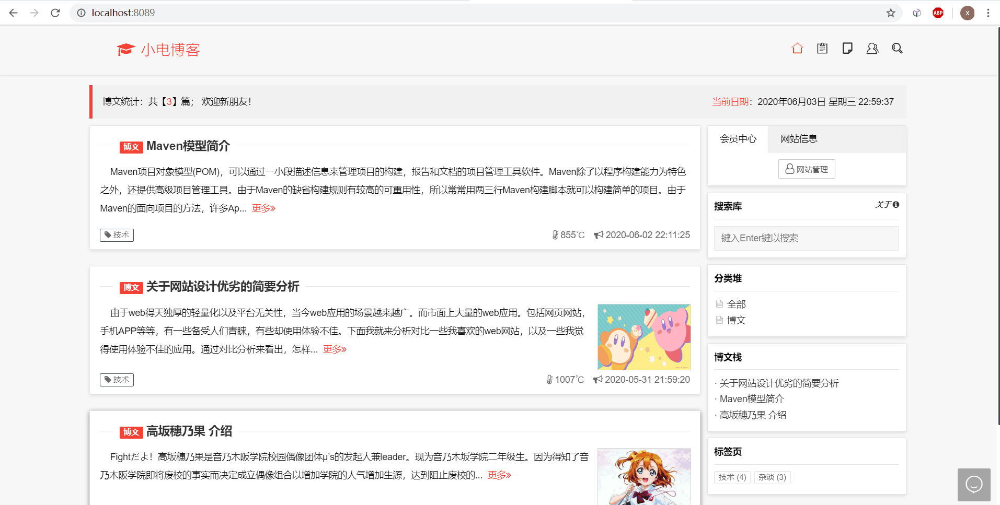 localhost:8089
ABP
X
小电博客
博文统计：共【3】篇； 欢迎新朋友！
当前日期：2020年06月03日 星期三 22:59:37
博文 Maven模型简介
Maven项目对象模型(POM)，可以通过一小段描述信息来管理项目的构建，报告和文档的项目管理工具软件。Maven除了以程序构建能力为特色
之外，还提供高级项目管理工具。由于Maven的缺省构建规则有较高的可重用性，所以常常用两三行Maven构建脚本就可以构建简单的项目。由于
Maven的面向项目的方法，许多Ap... 更多»
技术
855℃ 2020-06-02 22:11:25
博文 关于网站设计优劣的简要分析
由于web得天独厚的轻量化以及平台无关性，当今web应用的场景越来越广。而市面上大量的web应用。包括网页网站，
手机APP等等，有一些备受人们青睐，有些却使用体验不佳。下面我就来分析对比一些我喜欢的web网站，以及一些我觉
得使用体验不佳的应用。通过对比分析来看出，怎样... 更多»
技术
1007℃ 2020-05-31 21:59:20
博文 高坂穗乃果 介绍
Fightだよ！高坂穗乃果是音乃木阪学院校园偶像团体μ's的发起人兼leader。现为音乃木坂学院二年级生。因为得知了音
乃木阪学院即将废校的事实而决定成立偶像组合以增加学院的人气增加生源，达到阻止废校的... 更多»
会员中心 网站信息
网站管理
搜索库 关于
键入Enter键以搜索
分类堆
全部
博文
博文栈
· 关于网站设计优劣的简要分析
· Maven模型简介
· 高坂穗乃果 介绍
标签页
技术 (4) 杂谈 (3)